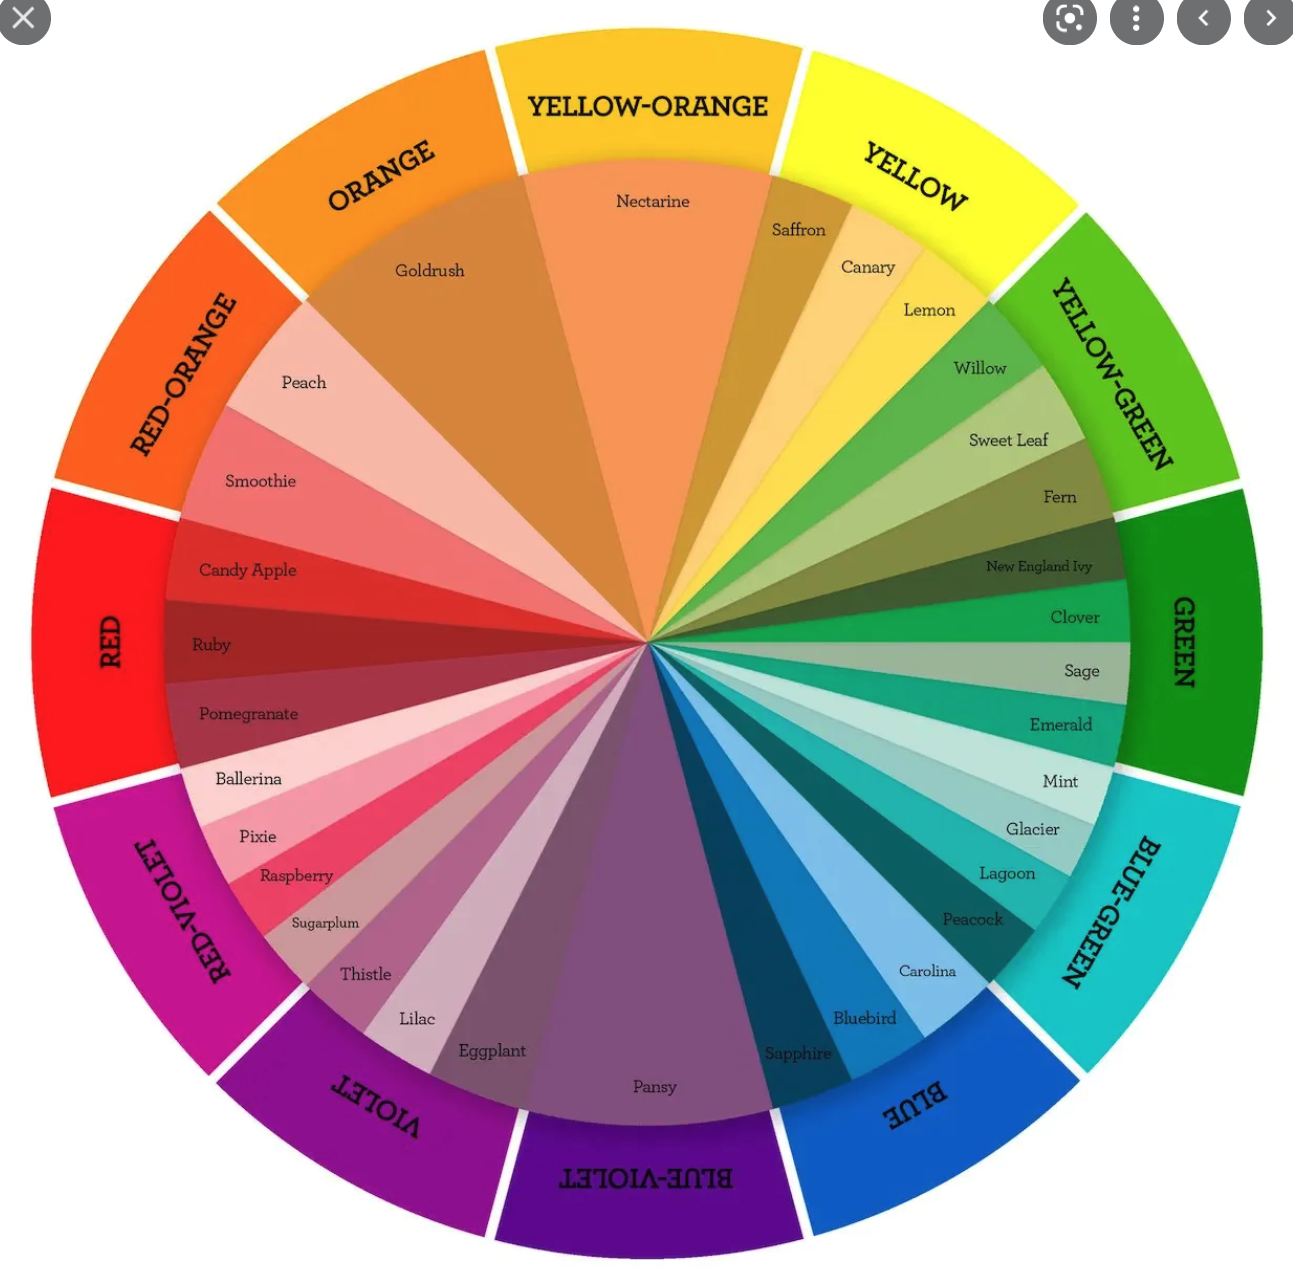 YELLOW-ORANGE
YELLOW
YELLOW-GREEN
GREEN
BLUE-GREEN
BLUE
BLUE-VIOLET
VIOLET
RED-VIOLET
RED
RED-ORANGE
ORANGE
Nectarine
Saffron
Canary
Lemon
Willow
Sweet Leaf
Fern
New England Ivy
Clover
Sage
Emerald
Mint
Glacier
Lagoon
Peacock
Carolina
Bluebird
Sapphire
Pansy
Eggplant
Lilac
Thistle
Sugarplum
Raspberry
Pixie
Ballerina
Pomegranate
Ruby
Candy Apple
Smoothie
Peach
Goldrush